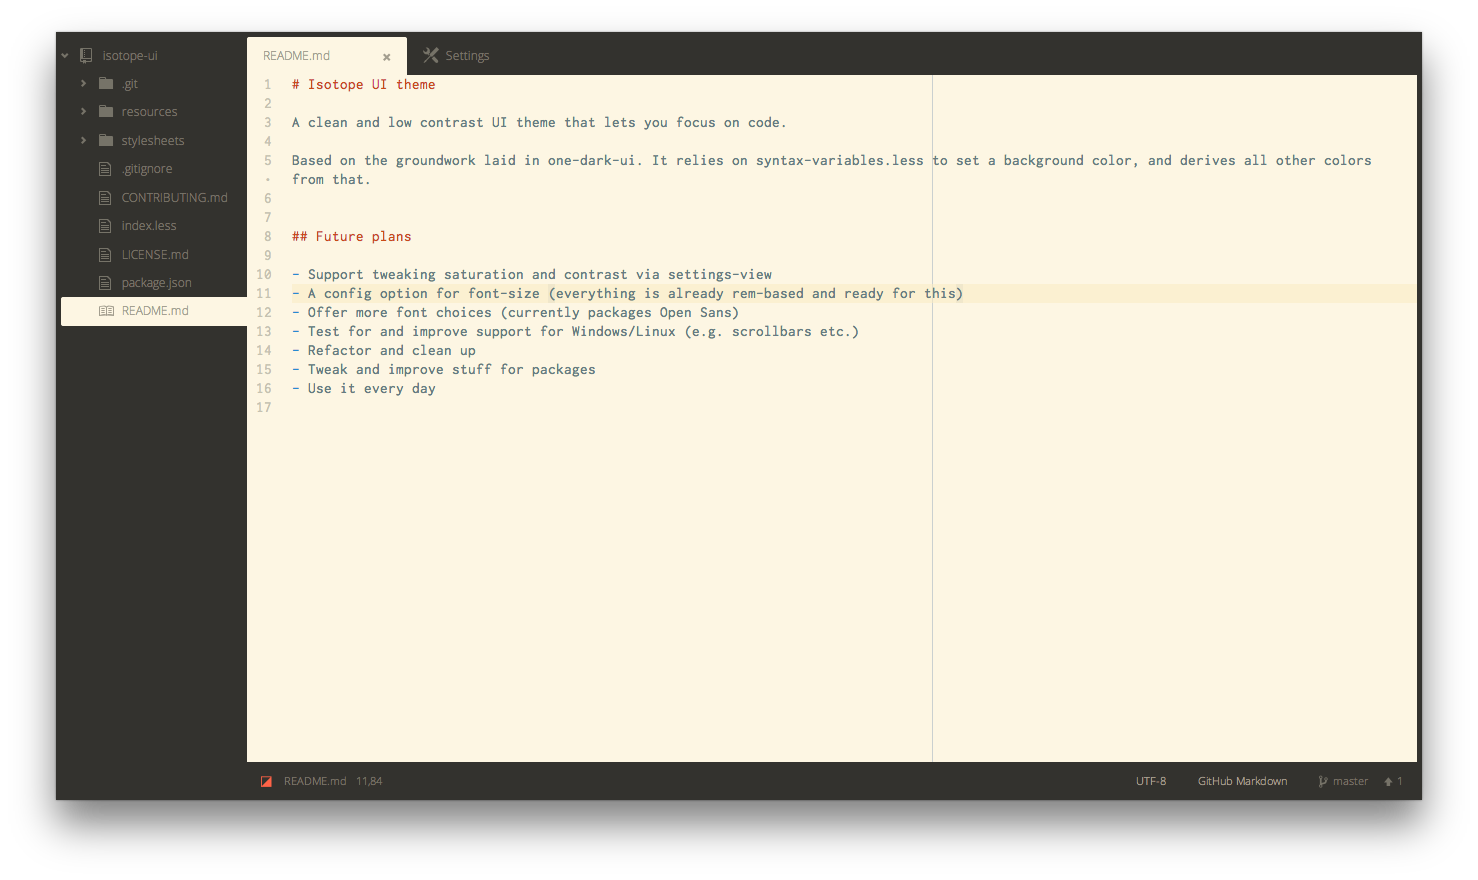 isotope-ui
.git
resources
stylesheets
.gitignore
CONTRIBUTING.md
index.less
LICENSE.md
package.json
README.md
README.md × Settings
1 # Isotope UI theme
2
3 A clean and low contrast UI theme that lets you focus on code.
4
5 Based on the groundwork laid in one-dark-ui. It relies on syntax-variables.less to set a background color, and derives all other colors
• from that.
6
7
8 ## Future plans
9
10 - Support tweaking saturation and contrast via settings-view
11 - A config option for font-size (everything is already rem-based and ready for this)
12 - Offer more font choices (currently packages Open Sans)
13 - Test for and improve support for Windows/Linux (e.g. scrollbars etc.)
14 - Refactor and clean up
15 - Tweak and improve stuff for packages
16 - Use it every day
17
README.md 11,84 UTF-8 GitHub Markdown master 1